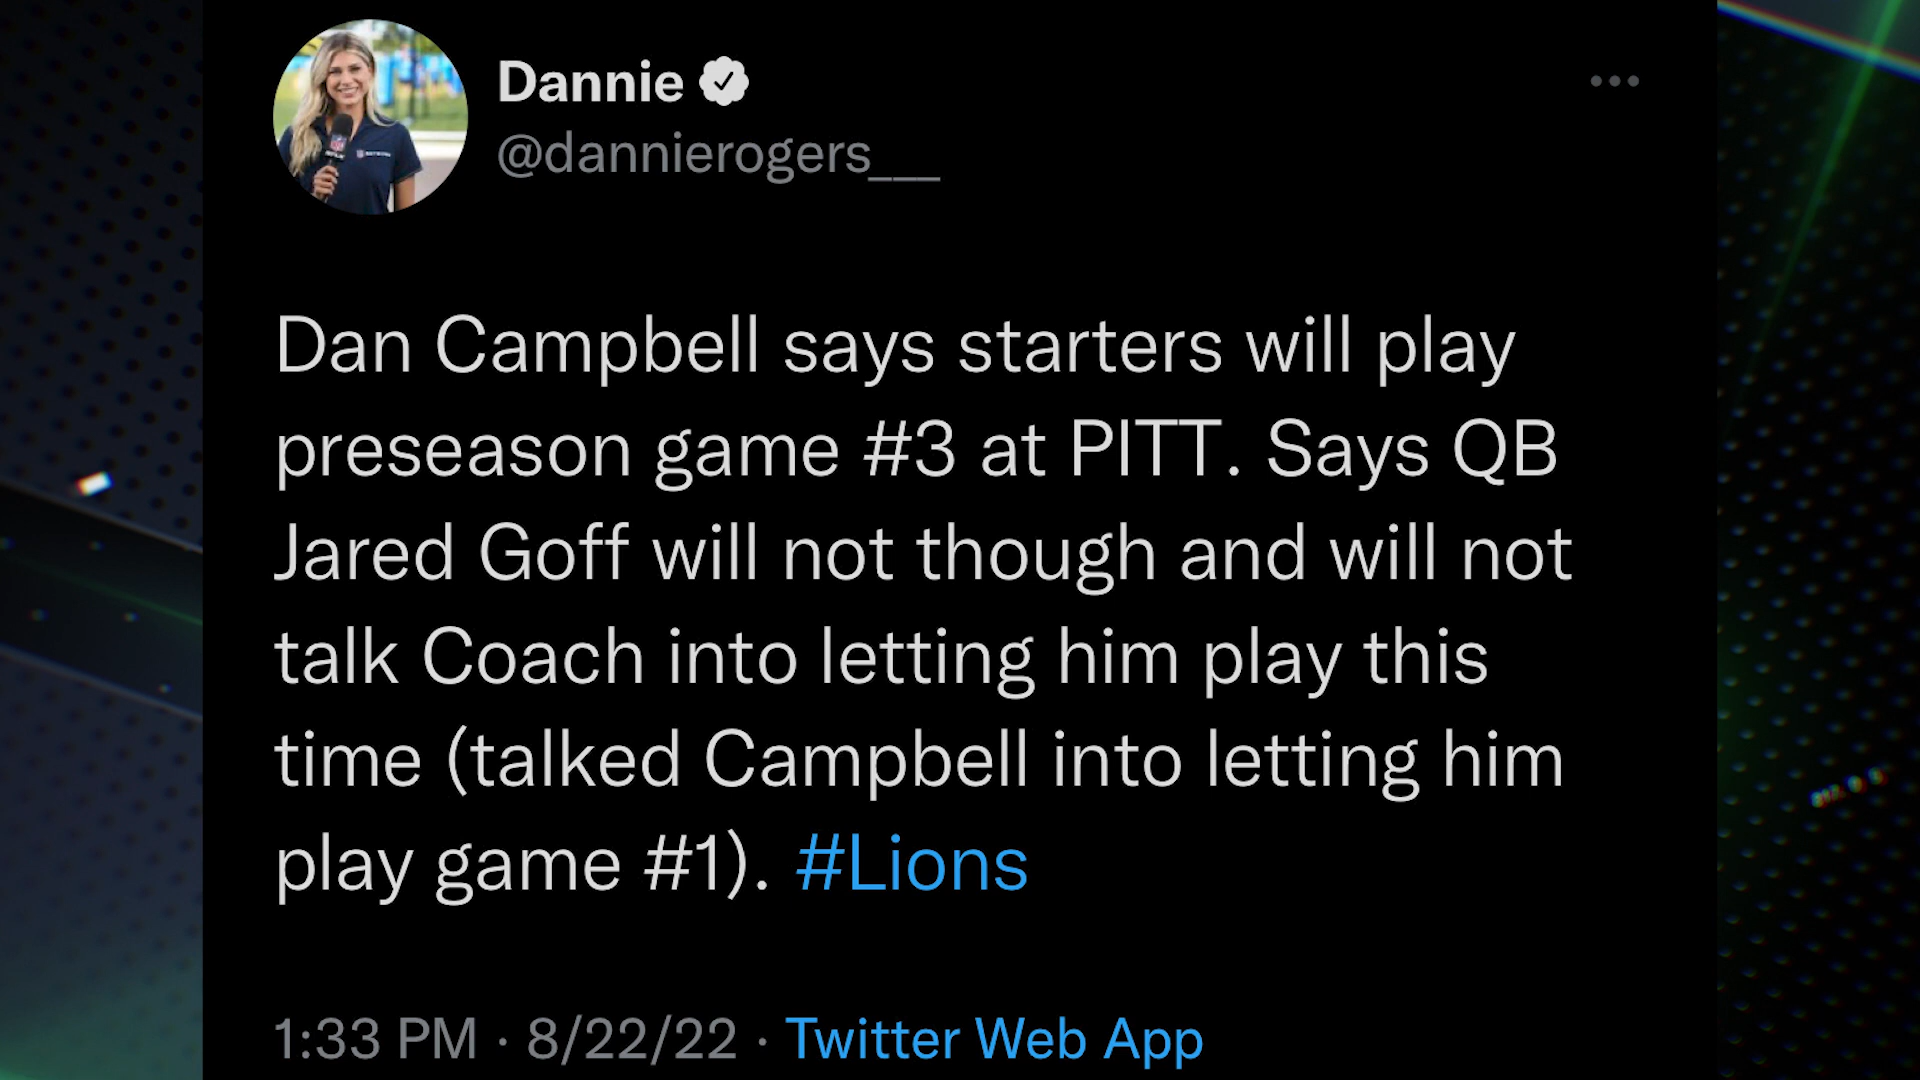 Dannie
@dannierogers___
Dan Campbell says starters will play
preseason game #3 at PITT. Says QB
Jared Goff will not though and will not
talk Coach into letting him play this
time (talked Campbell into letting him
play game #1). #Lions
1:33 PM · 8/22/22 · Twitter Web App